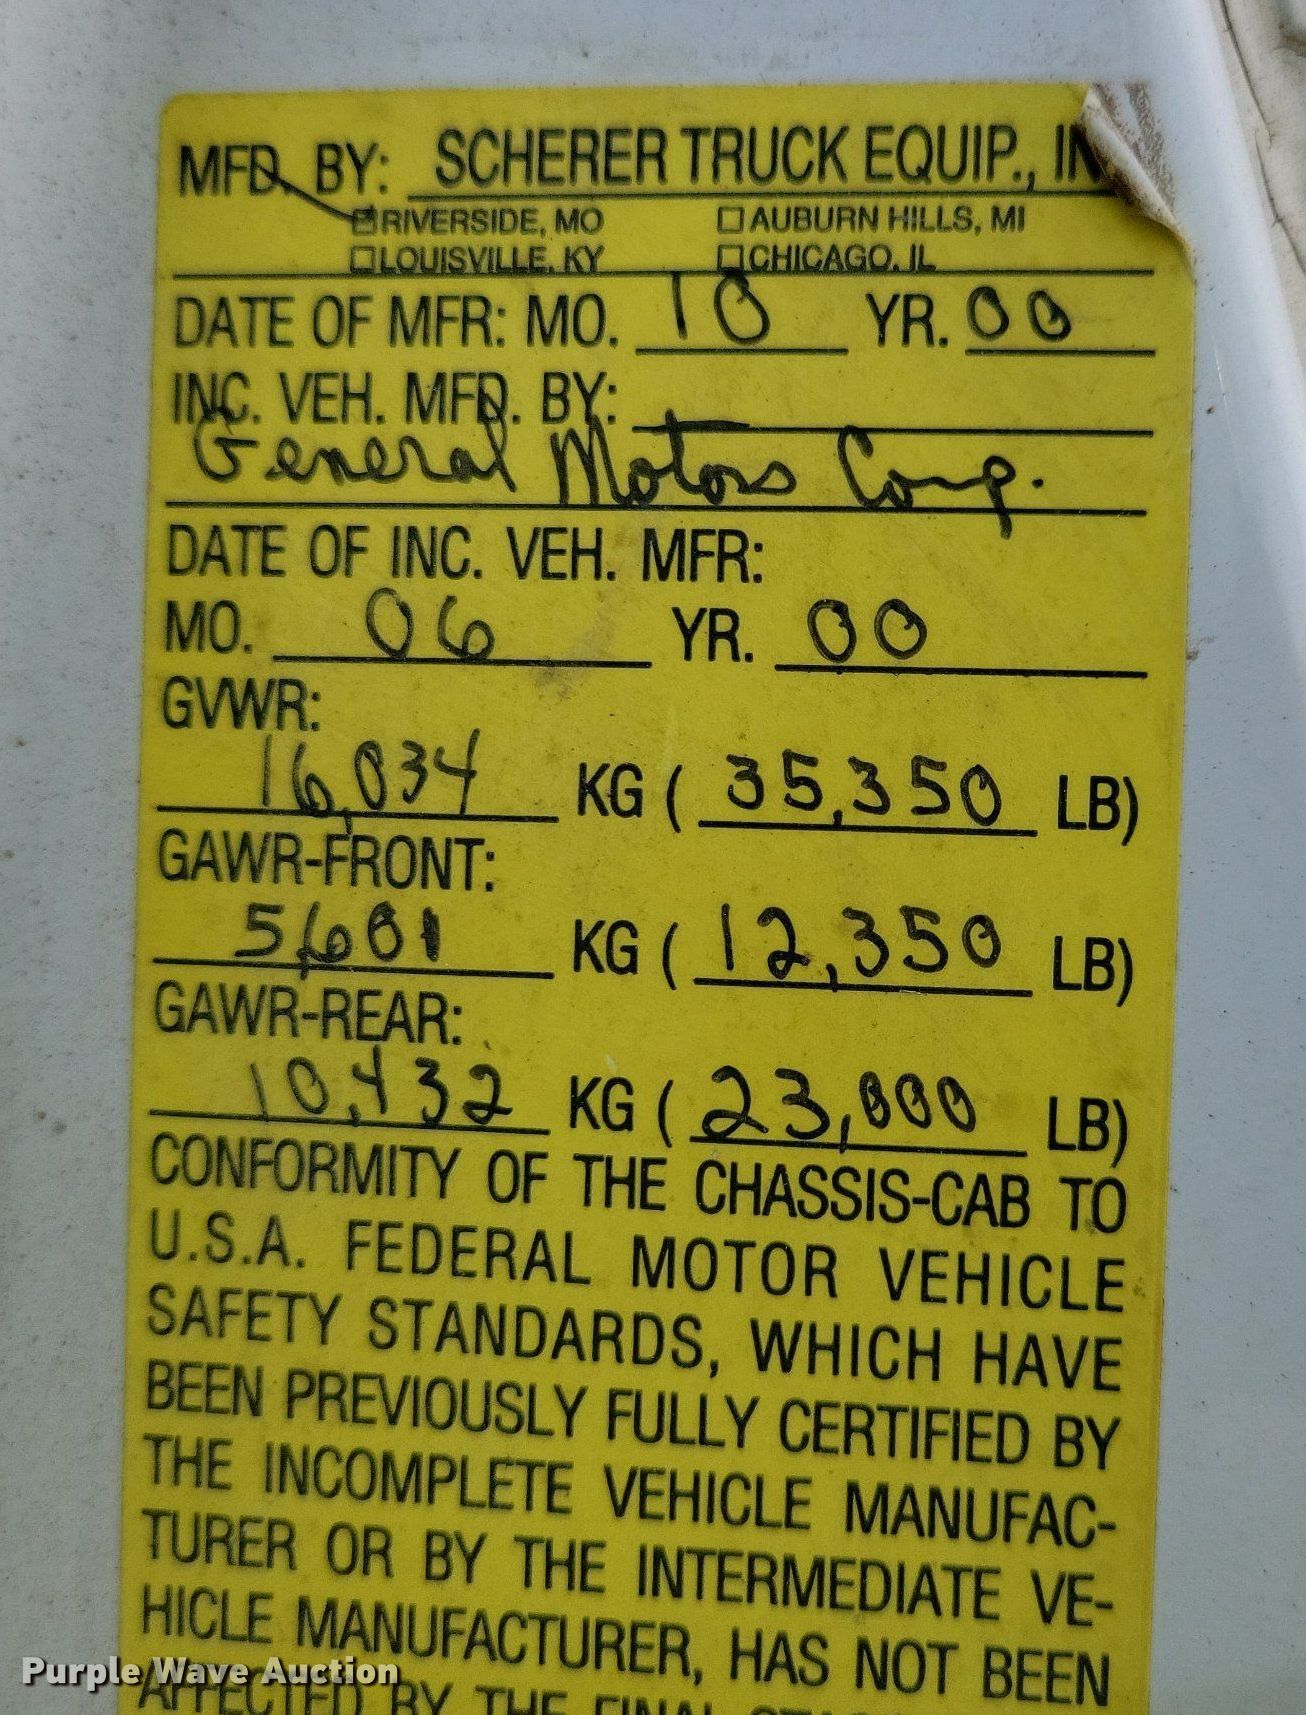 MFD. BY: SCHERER TRUCK EQUIP., IN
☑ RIVERSIDE, MO ☐ AUBURN HILLS, MI
☐ LOUISVILLE, KY ☐ CHICAGO, IL
DATE OF MFR: MO. 10 YR. 00
INC. VEH. MFD. BY:
General Motors Corp.
DATE OF INC. VEH. MFR:
MO. 06 YR. 00
GVWR:
16,034 KG ( 35,350 LB)
GAWR-FRONT:
5,601 KG ( 12,350 LB)
GAWR-REAR:
10,432 KG ( 23,000 LB)
CONFORMITY OF THE CHASSIS-CAB TO
U.S.A. FEDERAL MOTOR VEHICLE
SAFETY STANDARDS, WHICH HAVE
BEEN PREVIOUSLY FULLY CERTIFIED BY
THE INCOMPLETE VEHICLE MANUFAC-
TURER OR BY THE INTERMEDIATE VE-
HICLE MANUFACTURER, HAS NOT BEEN
AFFECTED BY THE FINAL
Purple Wave Auction